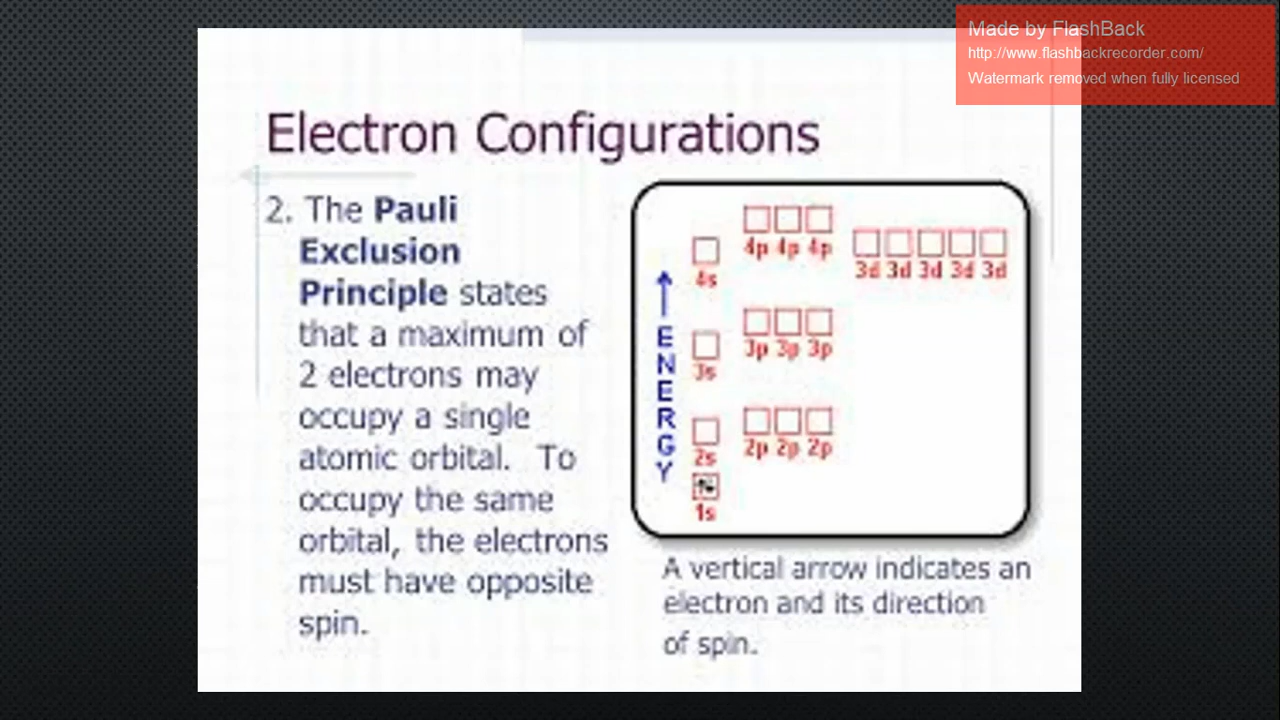 Made by FlashBack
http://www.flashbackrecorder.com/
Watermark removed when fully licensed
Electron Configurations
2. The Pauli
Exclusion
Principle states
that a maximum of
2 electrons may
occupy a single
atomic orbital. To
occupy the same
orbital, the electrons
must have opposite
spin.
4p 4p 4p
3d 3d 3d 3d 3d
4s
3p 3p 3p
3s
2p 2p 2p
2s
1s
ENERGY
A vertical arrow indicates an
electron and its direction
of spin.